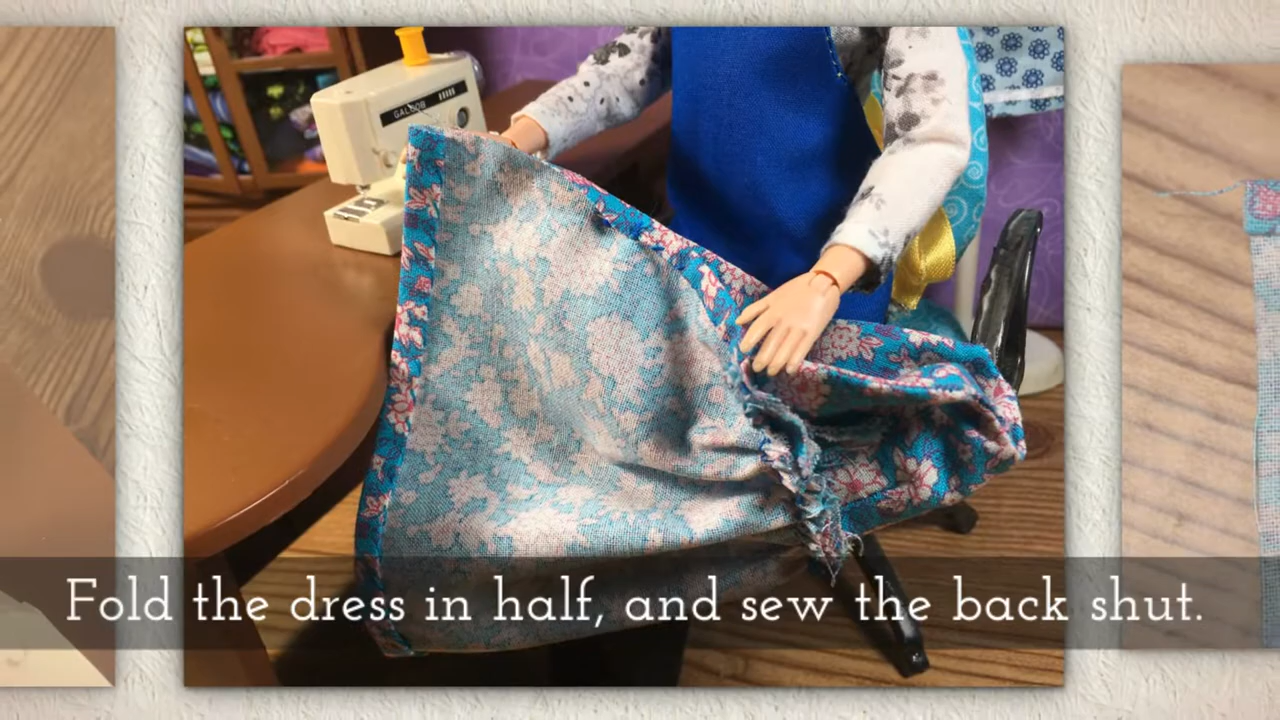 GALOOB
Fold the dress in half, and sew the back shut.